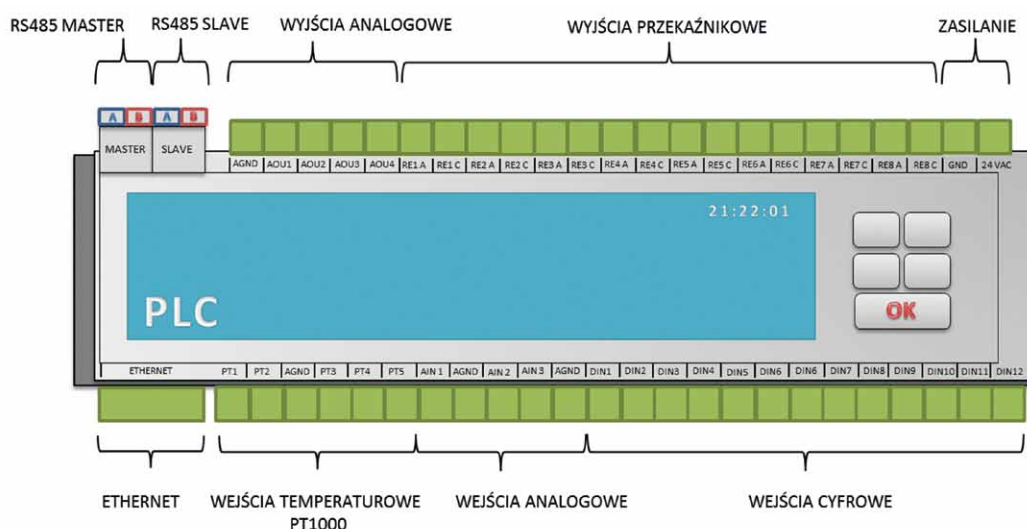 RS485 MASTER RS485 SLAVE WYJŚCIA ANALOGOWE WYJŚCIA PRZEKAŹNIKOWE ZASILANIE
A B A B
MASTER SLAVE
AGND AOU1 AOU2 AOU3 AOU4 RE1 A RE1 C RE2 A RE2 C RE3 A RE3 C RE4 A RE4 C RE5 A RE5 C RE6 A RE6 C RE7 A RE7 C RE8 A RE8 C GND 24 VAC
21:22:01
PLC
OK
ETHERNET PT1 PT2 AGND PT3 PT4 PT5 AIN 1 AGND AIN 2 AIN 3 AGND DIN1 DIN2 DIN3 DIN4 DIN5 DIN6 DIN6 DIN7 DIN8 DIN9 DIN10 DIN11 DIN12
ETHERNET WEJŚCIA TEMPERATUROWE WEJŚCIA ANALOGOWE WEJŚCIA CYFROWE
PT1000